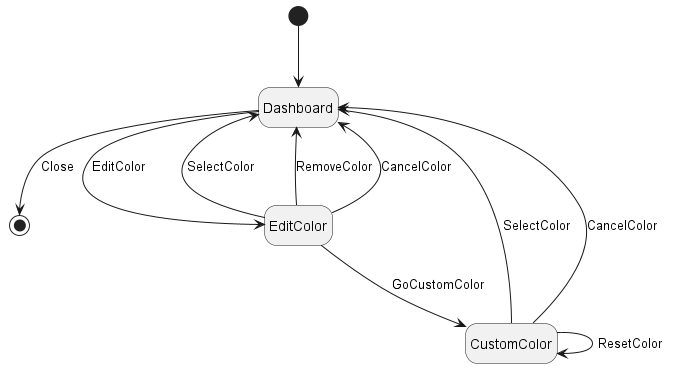 Dashboard
Close
EditColor
SelectColor
RemoveColor
CancelColor
EditColor
SelectColor
CancelColor
GoCustomColor
CustomColor
ResetColor